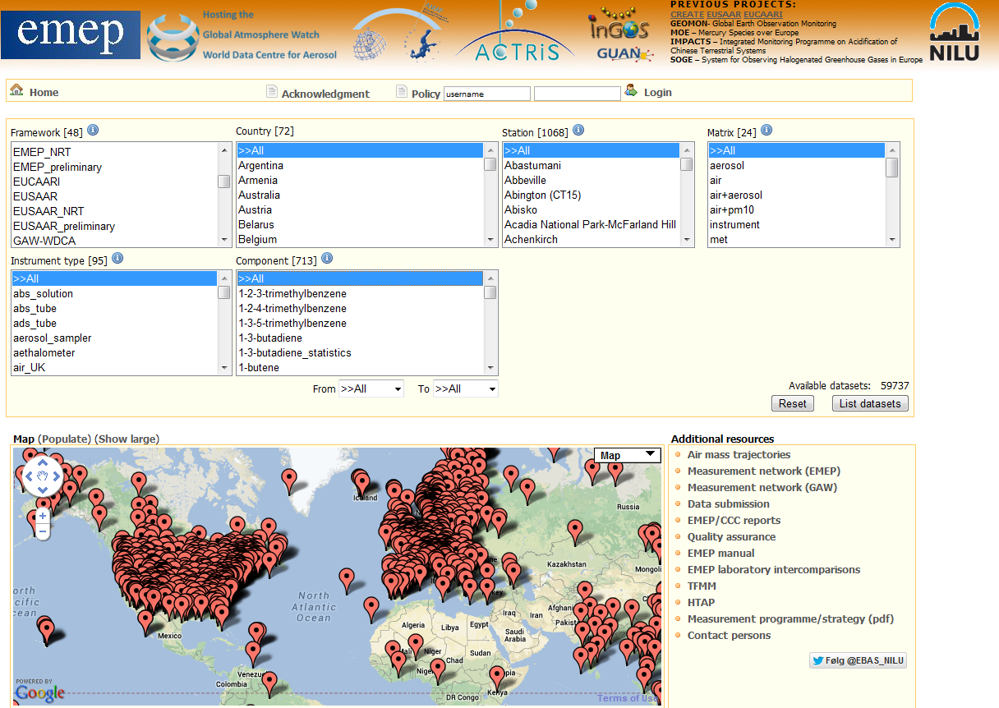 emep
Hosting the
Global Atmosphere Watch
World Data Centre for Aerosol
ACTRiS
inGOS
GUAN
PREVIOUS PROJECTS:
CREATE EUSAAR EUCAARI
GEOMON- Global Earth Observation Monitoring
MOE – Mercury Species over Europe
IMPACTS – Integrated Monitoring Programme on Acidification of
Chinese Terrestrial Systems
SOGE – System for Observing Halogenated Greenhouse Gases in Europe
NILU
Home
Acknowledgment
Policy
username
Login
Framework [48]
EMEP_NRT
EMEP_preliminary
EUCAARI
EUSAAR
EUSAAR_NRT
EUSAAR_preliminary
GAW-WDCA
Country [72]
>>All
Argentina
Armenia
Australia
Austria
Belarus
Belgium
Station [1068]
>>All
Abastumani
Abbeville
Abington (CT15)
Abisko
Acadia National Park-McFarland Hill
Achenkirch
Matrix [24]
>>All
aerosol
air
air+aerosol
air+pm10
instrument
met
Instrument type [95]
>>All
abs_solution
abs_tube
ads_tube
aerosol_sampler
aethalometer
air_UK
Component [713]
>>All
1-2-3-trimethylbenzene
1-2-4-trimethylbenzene
1-3-5-trimethylbenzene
1-3-butadiene
1-3-butadiene_statistics
1-butene
From >>All To >>All
Available datasets: 59737
Reset
List datasets
Map (Populate) (Show large)
Map
Iceland
Russia
Kazakhstan
Mongoli
North
Atlantic
Ocean
orth
cific
cean
Mexico
Algeria
Libya
Egypt
Iraq
Iran
Afghani
Pakist
Saudi
Arabia
Niger
Chad
Sudan
Nige
pia
Venezu
Colombia
DR Congo
Kenya
POWERED BY
Google
Terms of Use
Additional resources
Air mass trajectories
Measurement network (EMEP)
Measurement network (GAW)
Data submission
EMEP/CCC reports
Quality assurance
EMEP manual
EMEP laboratory intercomparisons
TFMM
HTAP
Measurement programme/strategy (pdf)
Contact persons
Følg @EBAS_NILU